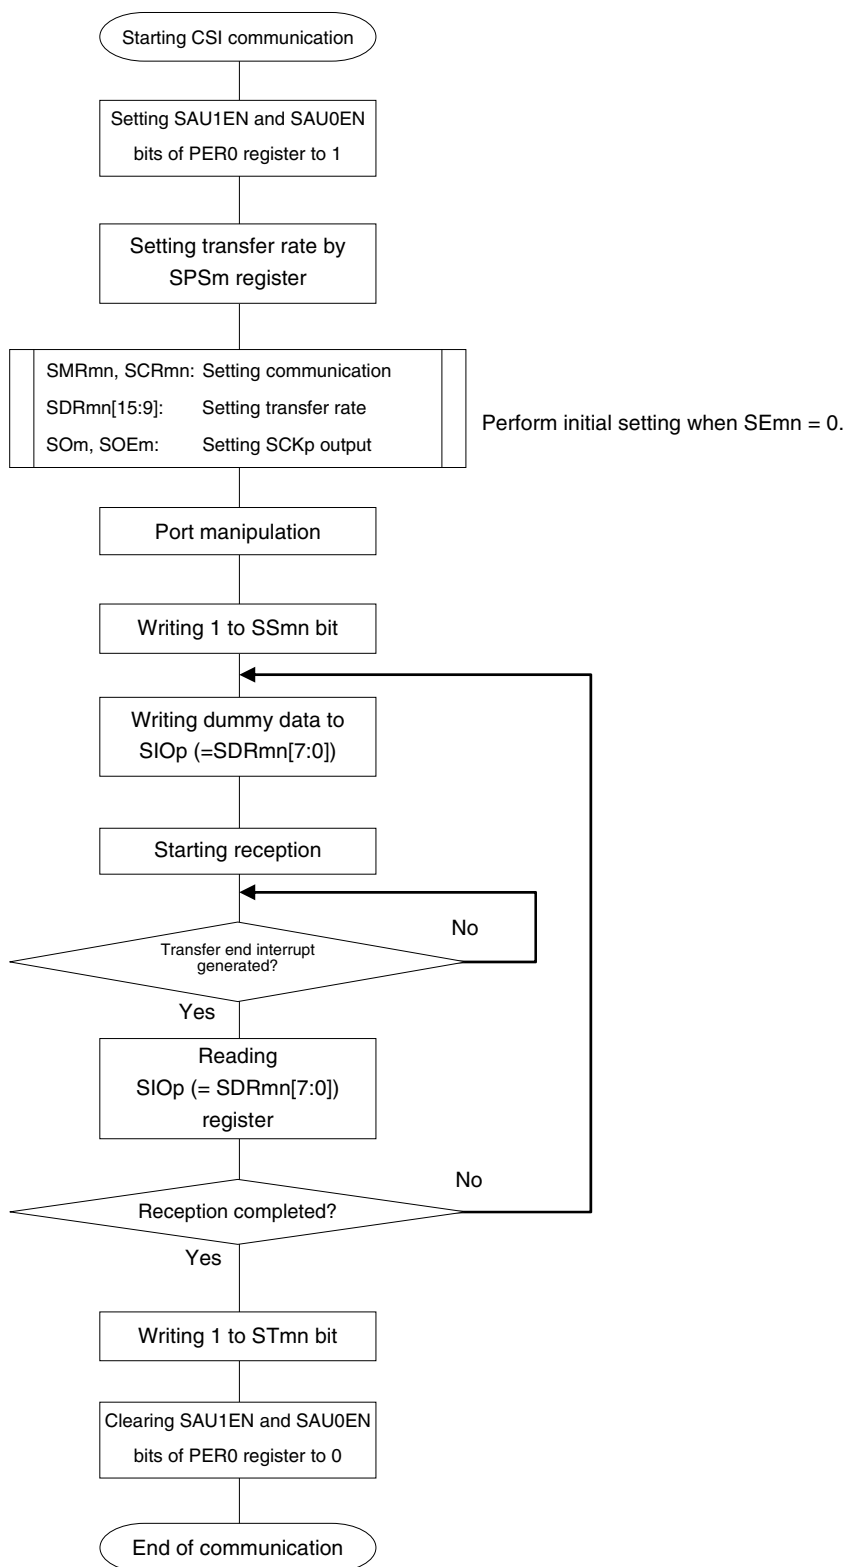 Starting CSI communication
Setting SAU1EN and SAU0EN
bits of PER0 register to 1
Setting transfer rate by
SPSm register
SMRmn, SCRmn: Setting communication
SDRmn[15:9]: Setting transfer rate
SOm, SOEm: Setting SCKp output
Perform initial setting when SEmn = 0.
Port manipulation
Writing 1 to SSmn bit
Writing dummy data to
SIOp (=SDRmn[7:0])
Starting reception
No
Transfer end interrupt
generated?
Yes
Reading
SIOp (= SDRmn[7:0])
register
No
Reception completed?
Yes
Writing 1 to STmn bit
Clearing SAU1EN and SAU0EN
bits of PER0 register to 0
End of communication